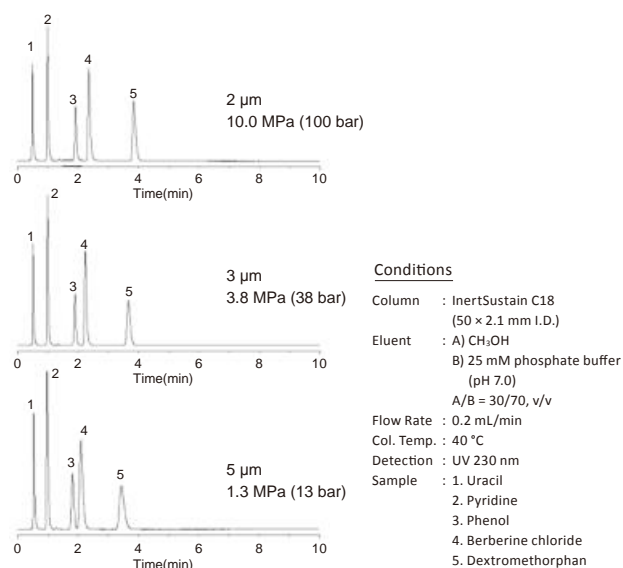 1
2
3
4
5
2 µm
10.0 MPa (100 bar)
0 2 4 6 8 10
Time(min)
1
2
3
4
5
3 µm
3.8 MPa (38 bar)
0 2 4 6 8 10
Time(min)
1
2
3
4
5
5 µm
1.3 MPa (13 bar)
0 2 4 6 8 10
Time(min)
Conditions
Column : InertSustain C18
(50 × 2.1 mm I.D.)
Eluent : A) CH₃OH
B) 25 mM phosphate buffer
(pH 7.0)
A/B = 30/70, v/v
Flow Rate : 0.2 mL/min
Col. Temp. : 40 °C
Detection : UV 230 nm
Sample : 1. Uracil
2. Pyridine
3. Phenol
4. Berberine chloride
5. Dextromethorphan